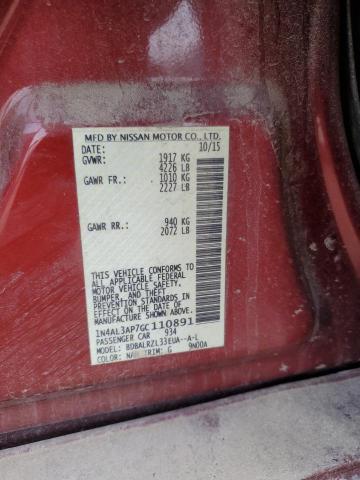 MFD BY NISSAN MOTOR CO., LTD.
DATE: 10/15
GVWR: 1917 KG
4226 LB
GAWR FR.: 1010 KG
2227 LB
GAWR RR.: 940 KG
2072 LB
THIS VEHICLE CONFORMS TO
ALL APPLICABLE FEDERAL
MOTOR VEHICLE SAFETY,
BUMPER, AND THEFT
PREVENTION STANDARDS IN
EFFECT ON THE DATE OF
MANUFACTURE SHOWN ABOVE.
1N4AL3AP7GC110891
PASSENGER CAR 934
MODEL: BDBALRZL33EUA--A-L
COLOR: NAH TRIM: G 9N00A